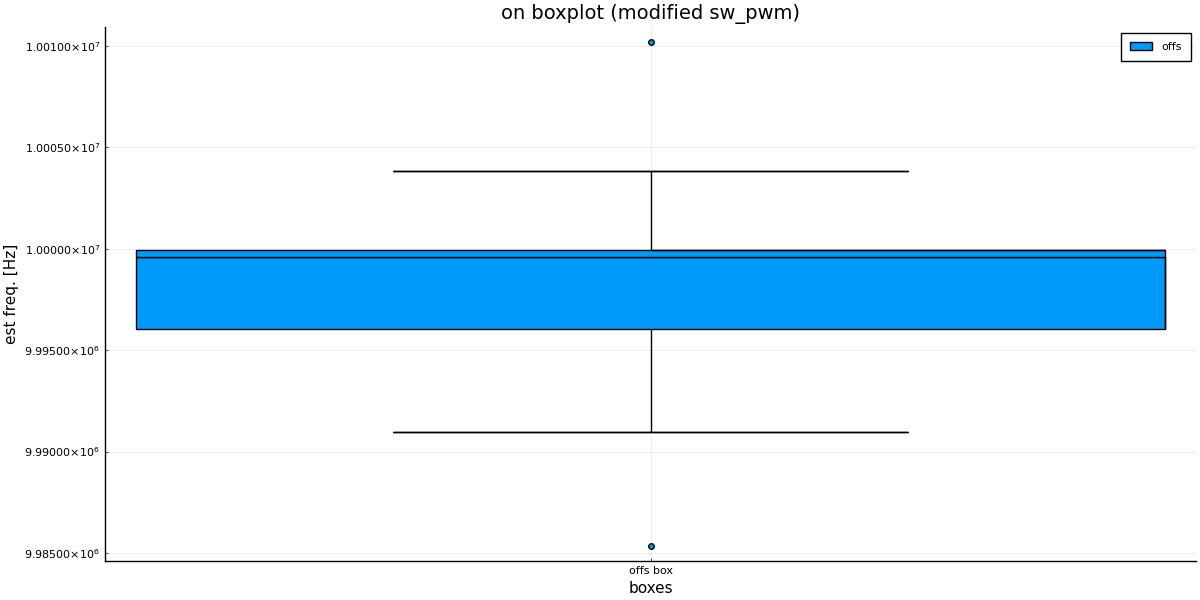 on boxplot (modified sw_pwm)
offs
1.00100×10⁷
1.00050×10⁷
1.00000×10⁷
9.99500×10⁶
9.99000×10⁶
9.98500×10⁶
est freq. [Hz]
offs box
boxes